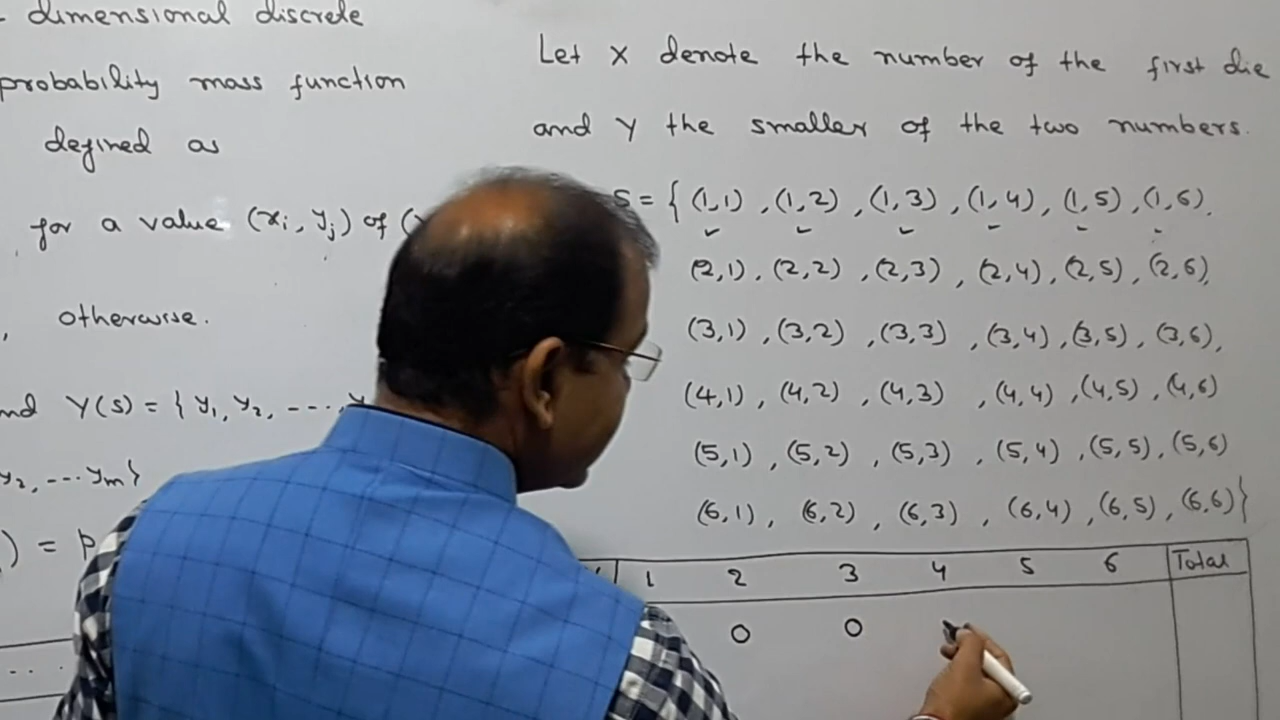 dimensional discrete
probability mass function
defined as
for a value (xi, yj) of (
, otherwise.
nd Y(S) = { y1, y2, ----
y2, --- ym}
) = P
. .
Let X denote the number of the first die
and Y the smaller of the two numbers.
S = { (1,1) , (1,2) , (1,3) , (1,4) , (1,5) , (1,6) ,
(2,1) , (2,2) , (2,3) , (2,4) , (2,5) , (2,6) ,
(3,1) , (3,2) , (3,3) , (3,4) , (3,5) , (3,6) ,
(4,1) , (4,2) , (4,3) , (4,4) , (4,5) , (4,6)
(5,1) , (5,2) , (5,3) , (5,4) , (5,5) , (5,6)
(6,1) , (6,2) , (6,3) , (6,4) , (6,5) , (6,6) }
1 2 3 4 5 6 Total
0 0